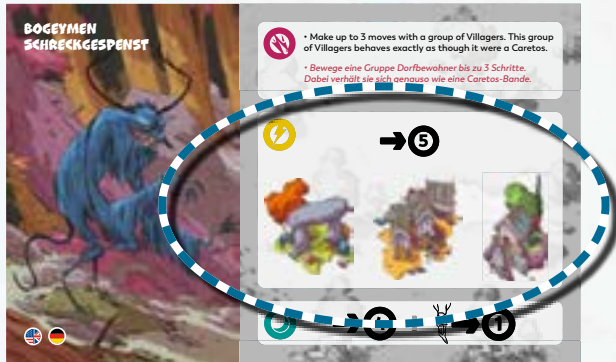 BOGEYMEN
SCHRECKGESPENST
• Make up to 3 moves with a group of Villagers. This group
of Villagers behaves exactly as though it were a Caretos.
• Bewege eine Gruppe Dorfbewohner bis zu 3 Schritte.
Dabei verhält sie sich genauso wie eine Caretos-Bande.
5
1